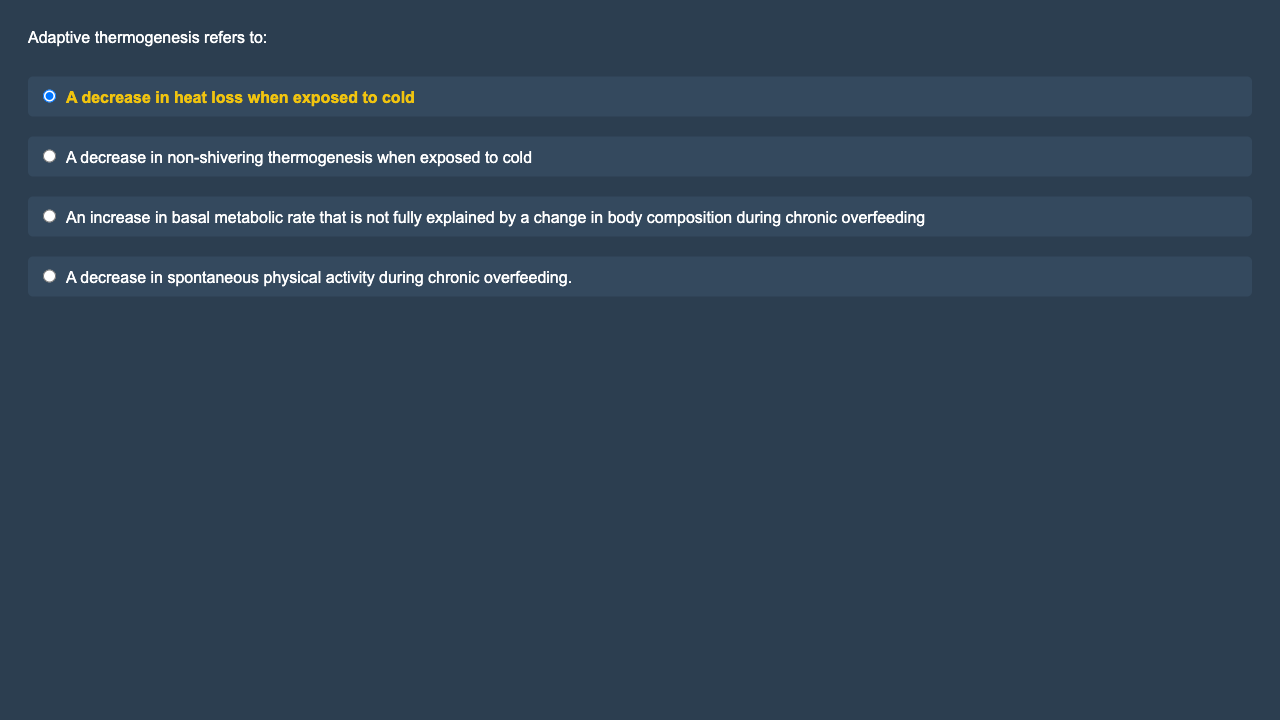 Adaptive thermogenesis refers to:
A decrease in heat loss when exposed to cold
A decrease in non-shivering thermogenesis when exposed to cold
An increase in basal metabolic rate that is not fully explained by a change in body composition during chronic overfeeding
A decrease in spontaneous physical activity during chronic overfeeding.